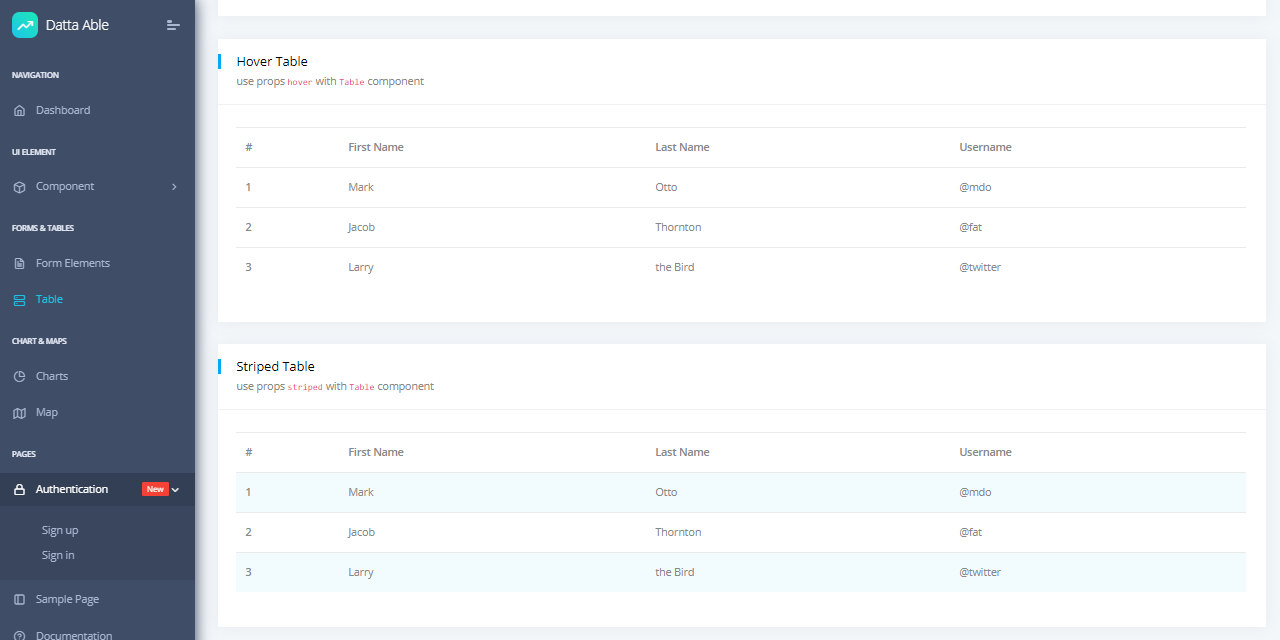 Datta Able
NAVIGATION
Dashboard
UI ELEMENT
Component
FORMS & TABLES
Form Elements
Table
CHART & MAPS
Charts
Map
PAGES
Authentication New
Sign up
Sign in
Sample Page
Documentation
Hover Table
use props hover with Table component
# First Name Last Name Username
1 Mark Otto @mdo
2 Jacob Thornton @fat
3 Larry the Bird @twitter
Striped Table
use props striped with Table component
# First Name Last Name Username
1 Mark Otto @mdo
2 Jacob Thornton @fat
3 Larry the Bird @twitter